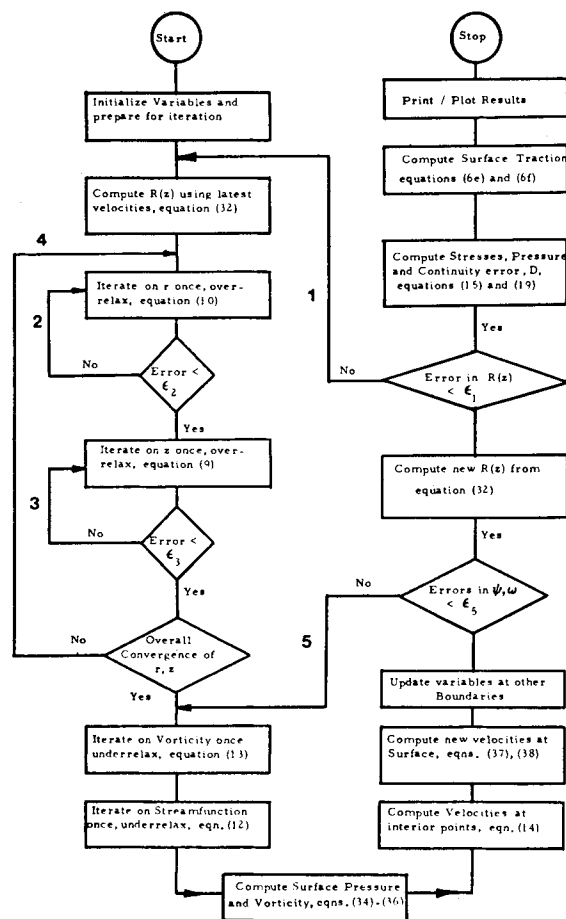 Start
Initialize Variables and
prepare for iteration
Compute R(z) using latest
velocities, equation (32)
4
Iterate on r once, over-
relax, equation (10)
2
No
Error <
ϵ2
Yes
Iterate on z once, over-
relax, equation (9)
3
No
Error <
ϵ3
Yes
No
Overall
Convergence of
r, z
Yes
Iterate on Vorticity once
underrelax, equation (13)
Iterate on Streamfunction
once, underrelax, eqn. (12)
Compute Surface Pressure
and Vorticity, eqns. (34)-(36)
Compute Velocities at
interior points, eqn. (14)
Compute new velocities at
Surface, eqns. (37), (38)
Update variables at other
Boundaries
5
No
Errors in ψ, ω
< ϵ5
Yes
Compute new R(z) from
equation (32)
1
No
Error in R(z)
< ϵ1
Yes
Compute Stresses, Pressure
and Continuity error, D,
equations (15) and (19)
Compute Surface Traction
equations (6e) and (6f)
Print / Plot Results
Stop